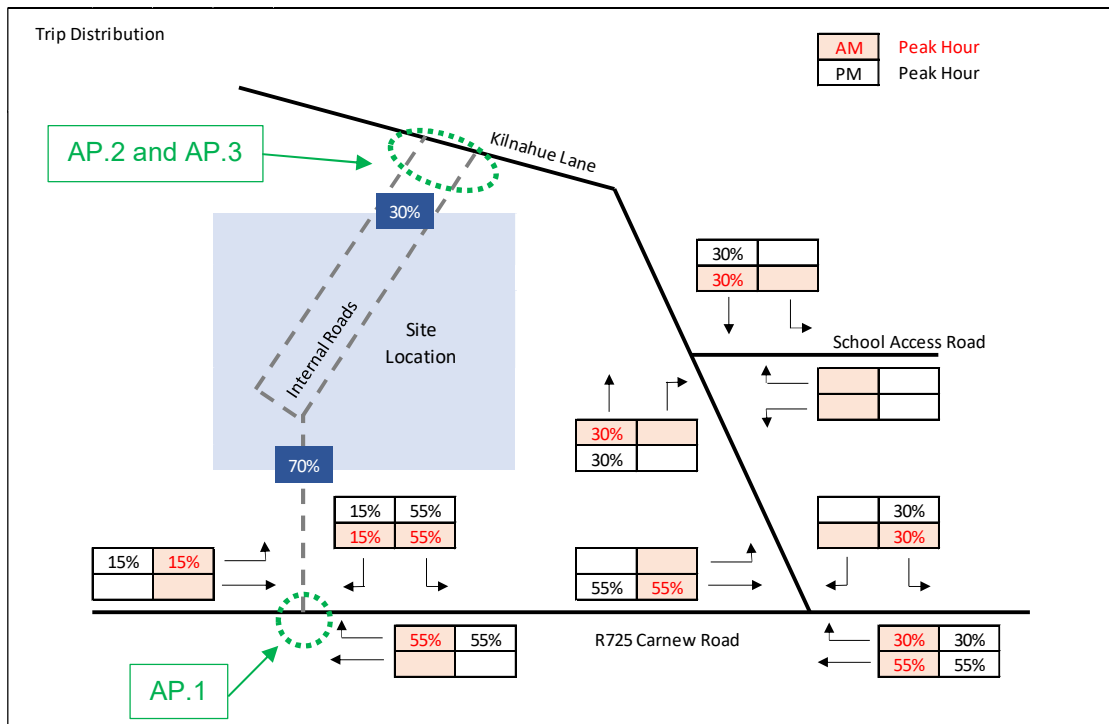 Trip Distribution
AM Peak Hour
PM Peak Hour
AP.2 and AP.3
Kilnahue Lane
30%
30%
30%
Internal Roads
Site
Location
School Access Road
30%
30%
70%
15% 55%
15% 55%
30%
30%
15% 15%
55% 55%
R725 Carnew Road
55% 55%
30% 30%
55% 55%
AP.1